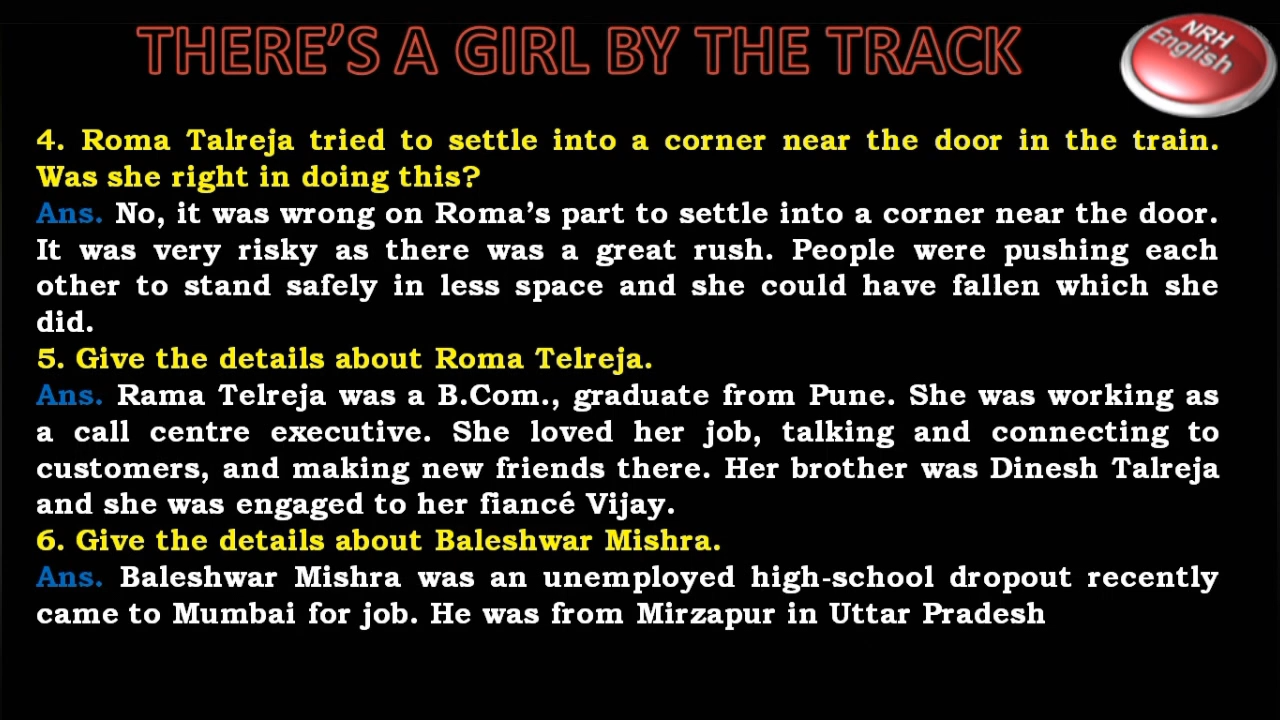 THERE'S A GIRL BY THE TRACK
NRH
English
4. Roma Talreja tried to settle into a corner near the door in the train.
Was she right in doing this?
Ans. No, it was wrong on Roma's part to settle into a corner near the door.
It was very risky as there was a great rush. People were pushing each
other to stand safely in less space and she could have fallen which she
did.
5. Give the details about Roma Telreja.
Ans. Rama Telreja was a B.Com., graduate from Pune. She was working as
a call centre executive. She loved her job, talking and connecting to
customers, and making new friends there. Her brother was Dinesh Talreja
and she was engaged to her fiancé Vijay.
6. Give the details about Baleshwar Mishra.
Ans. Baleshwar Mishra was an unemployed high-school dropout recently
came to Mumbai for job. He was from Mirzapur in Uttar Pradesh